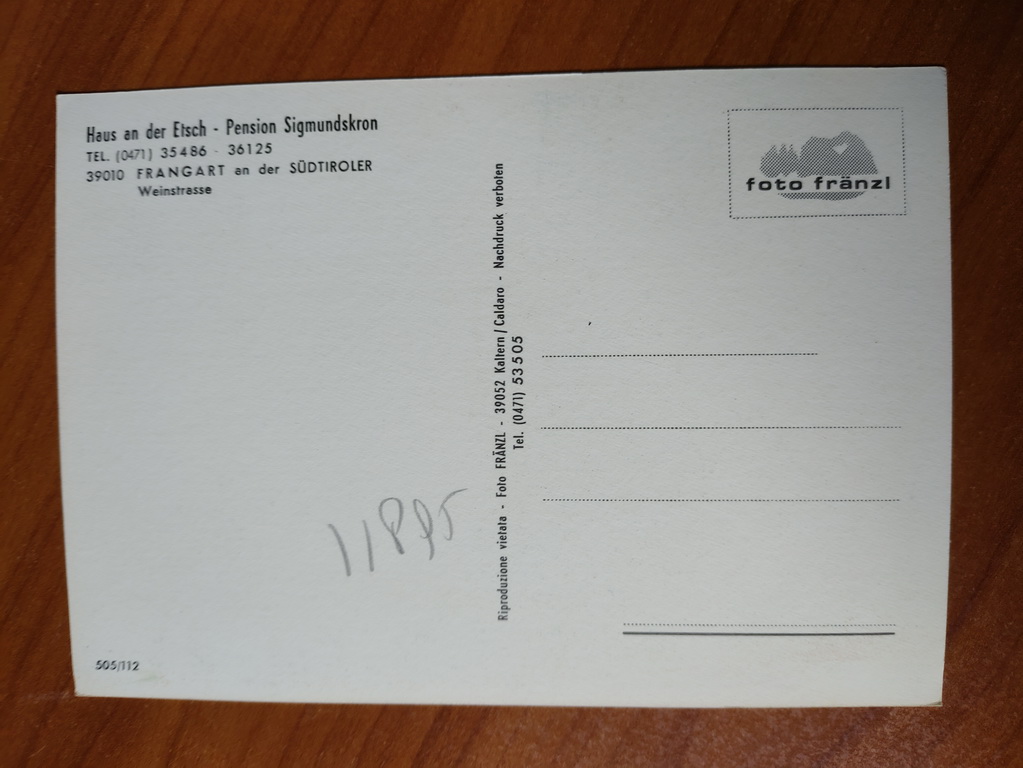 Haus an der Etsch - Pension Sigmundskron
TEL. (0471) 35486 - 36125
39010 FRANGART an der SÜDTIROLER
Weinstrasse
foto fränzl
Riproduzione vietata - Foto FRÄNZL - 39052 Kaltern / Caldaro - Nachdruck verboten
Tel. (0471) 53505
505/112